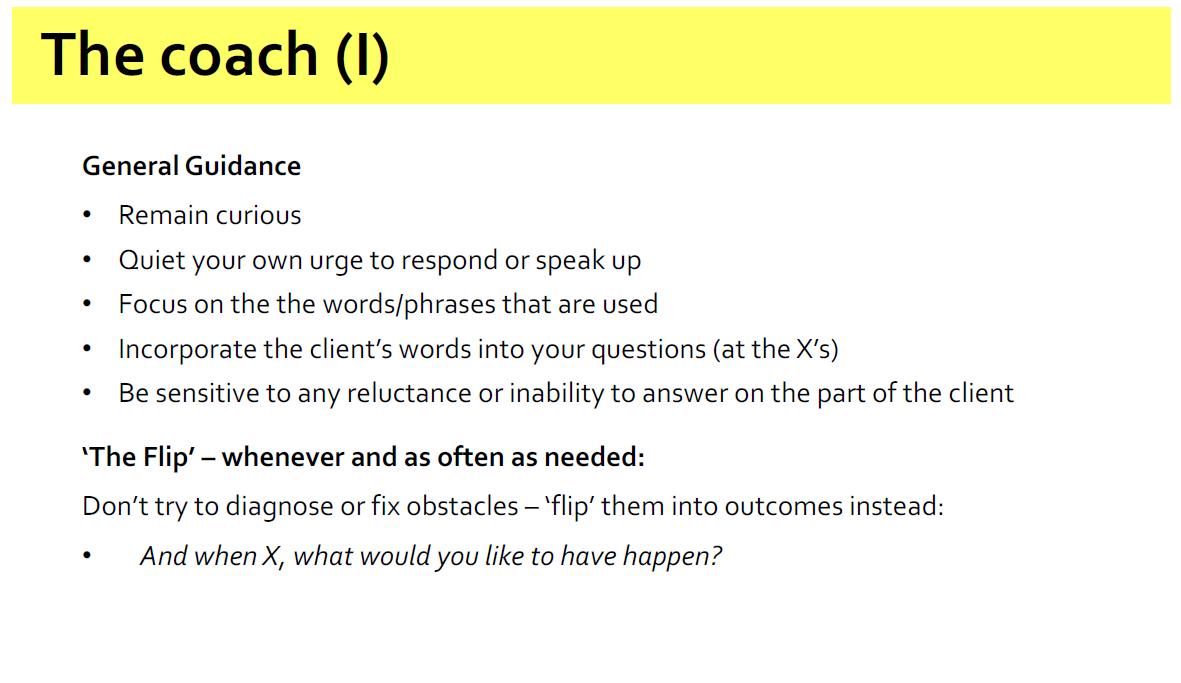 The coach (I)
General Guidance
• Remain curious
• Quiet your own urge to respond or speak up
• Focus on the the words/phrases that are used
• Incorporate the client’s words into your questions (at the X’s)
• Be sensitive to any reluctance or inability to answer on the part of the client
‘The Flip’ – whenever and as often as needed:
Don’t try to diagnose or fix obstacles – ‘flip’ them into outcomes instead:
• And when X, what would you like to have happen?